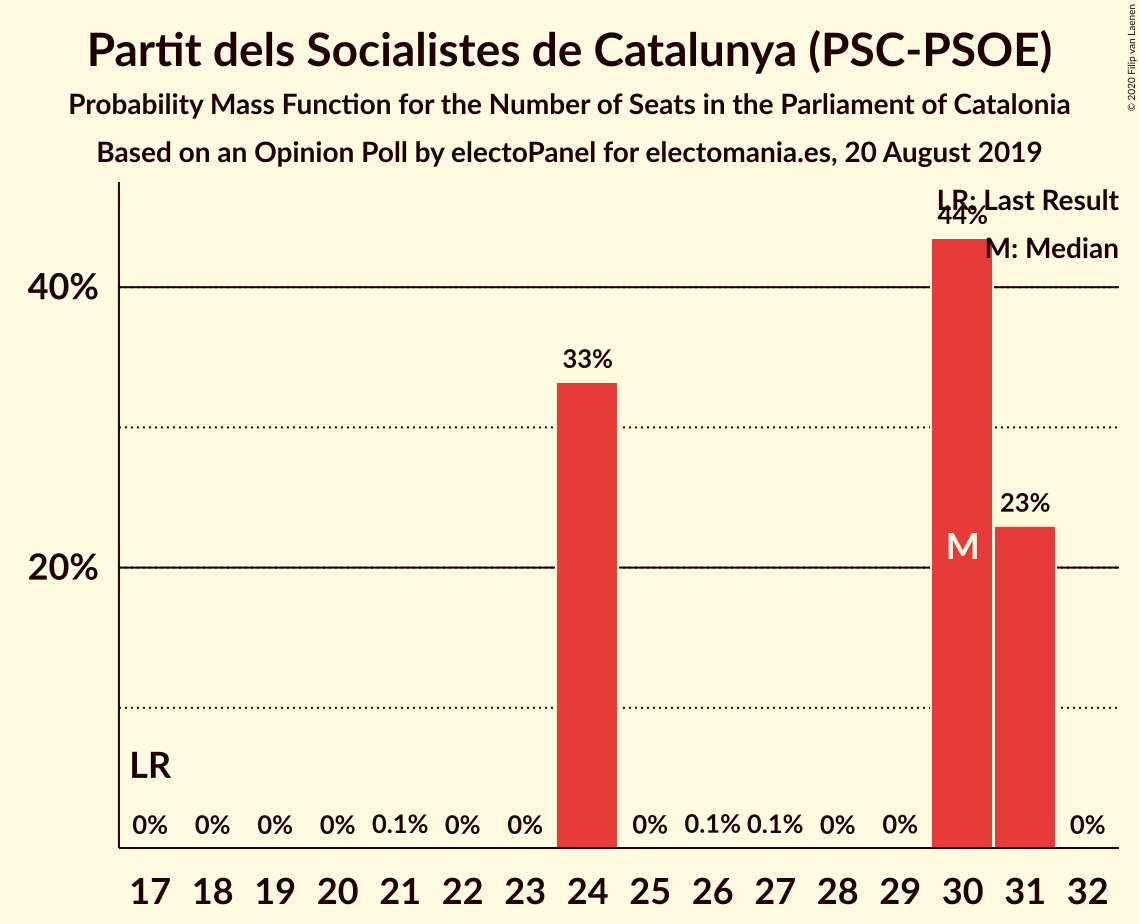 Partit dels Socialistes de Catalunya (PSC-PSOE)
Probability Mass Function for the Number of Seats in the Parliament of Catalonia
Based on an Opinion Poll by electoPanel for electomania.es, 20 August 2019
© 2020 Filip van Laenen
LR: Last Result
44%
M: Median
40%
33%
23%
M
20%
LR
0% 0% 0% 0% 0.1% 0% 0% 0% 0.1% 0.1% 0% 0% 0%
17 18 19 20 21 22 23 24 25 26 27 28 29 30 31 32